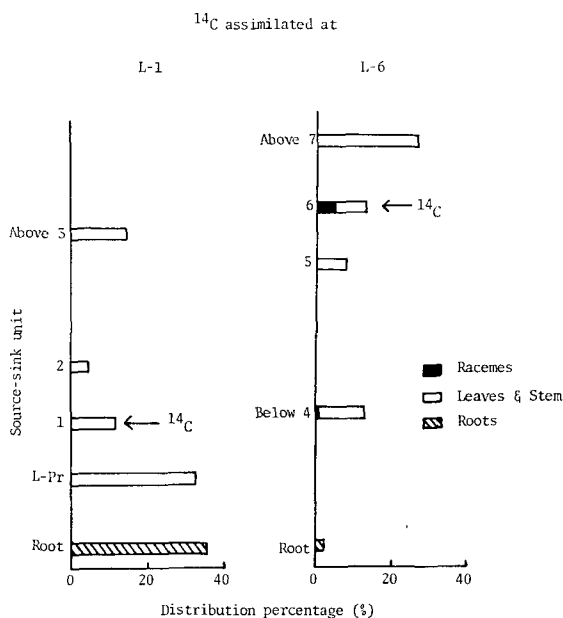 14C assimilated at
L-1
L-6
Above 3
2
1
14C
L-Pr
Root
0
20
40
Above 7
6
14C
5
Below 4
Root
0
20
40
Source-sink unit
Racemes
Leaves & Stem
Roots
Distribution percentage (%)